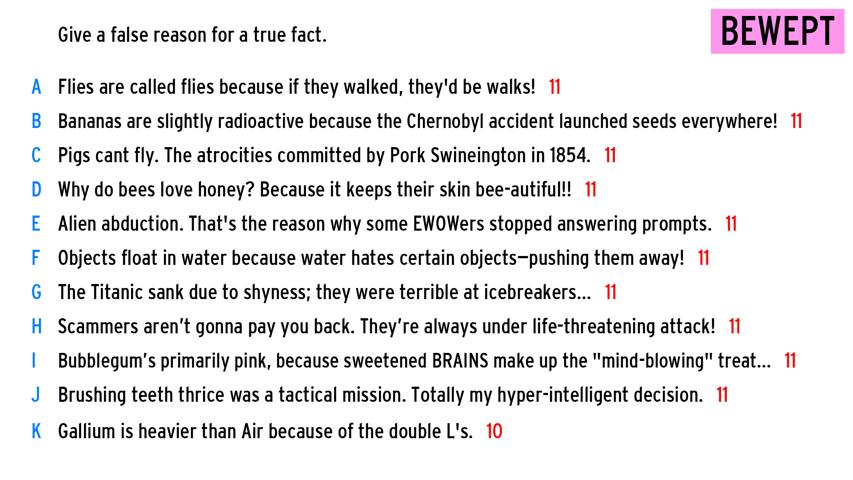 Give a false reason for a true fact.
BEWEPT
A Flies are called flies because if they walked, they'd be walks! 11
B Bananas are slightly radioactive because the Chernobyl accident launched seeds everywhere! 11
C Pigs cant fly. The atrocities committed by Pork Swineington in 1854. 11
D Why do bees love honey? Because it keeps their skin bee-autiful!! 11
E Alien abduction. That's the reason why some EWOWers stopped answering prompts. 11
F Objects float in water because water hates certain objects—pushing them away! 11
G The Titanic sank due to shyness; they were terrible at icebreakers... 11
H Scammers aren’t gonna pay you back. They’re always under life-threatening attack! 11
I Bubblegum’s primarily pink, because sweetened BRAINS make up the "mind-blowing" treat... 11
J Brushing teeth thrice was a tactical mission. Totally my hyper-intelligent decision. 11
K Gallium is heavier than Air because of the double L's. 10